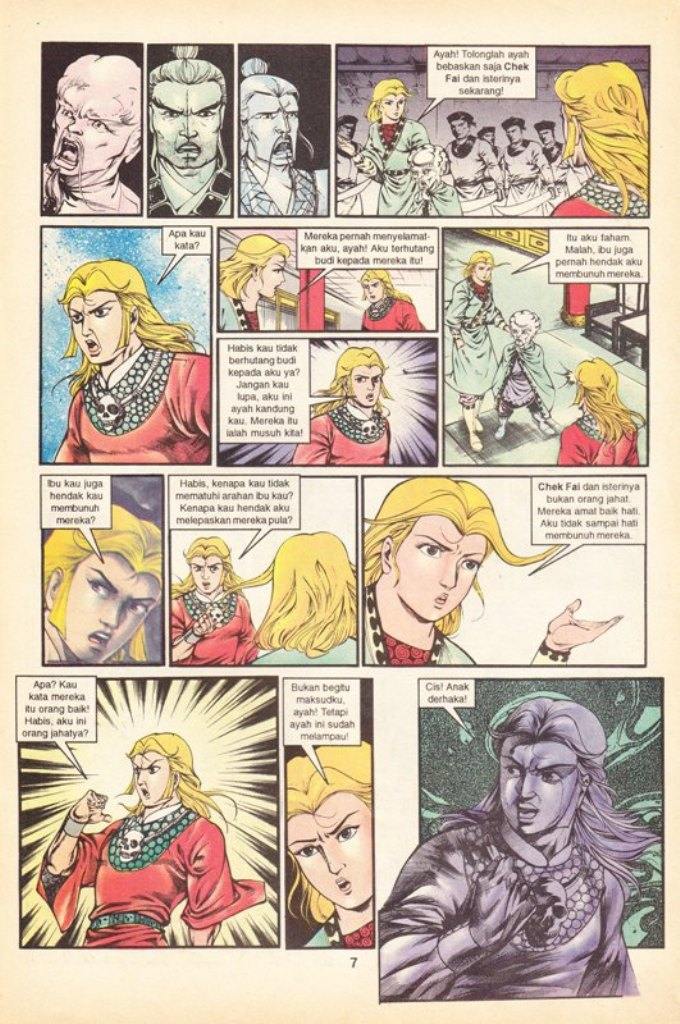 Ayah! Tolonglah ayah
bebaskan saja Chek
Fai dan isterinya
sekarang!
Apa kau
kata?
Mereka pernah menyelamat-
kan aku, ayah! Aku terhutang
budi kepada mereka itu!
Habis kau tidak
berhutang budi
kepada aku ya?
Jangan kau
lupa, aku ini
ayah kandung
kau. Mereka itu
ialah musuh kita!
Itu aku faham.
Malah, ibu juga
pernah hendak aku
membunuh mereka.
Ibu kau juga
hendak kau
membunuh
mereka?
Habis, kenapa kau tidak
mematuhi arahan ibu kau?
Kenapa kau hendak aku
melepaskan mereka pula?
Chek Fai dan isterinya
bukan orang jahat.
Mereka amat baik hati.
Aku tidak sampai hati
membunuh mereka.
Apa? Kau
kata mereka
itu orang baik!
Habis, aku ini
orang jahatya?
Bukan begitu
maksudku,
ayah! Tetapi
ayah ini sudah
melampau!
Cis! Anak
derhaka!
7